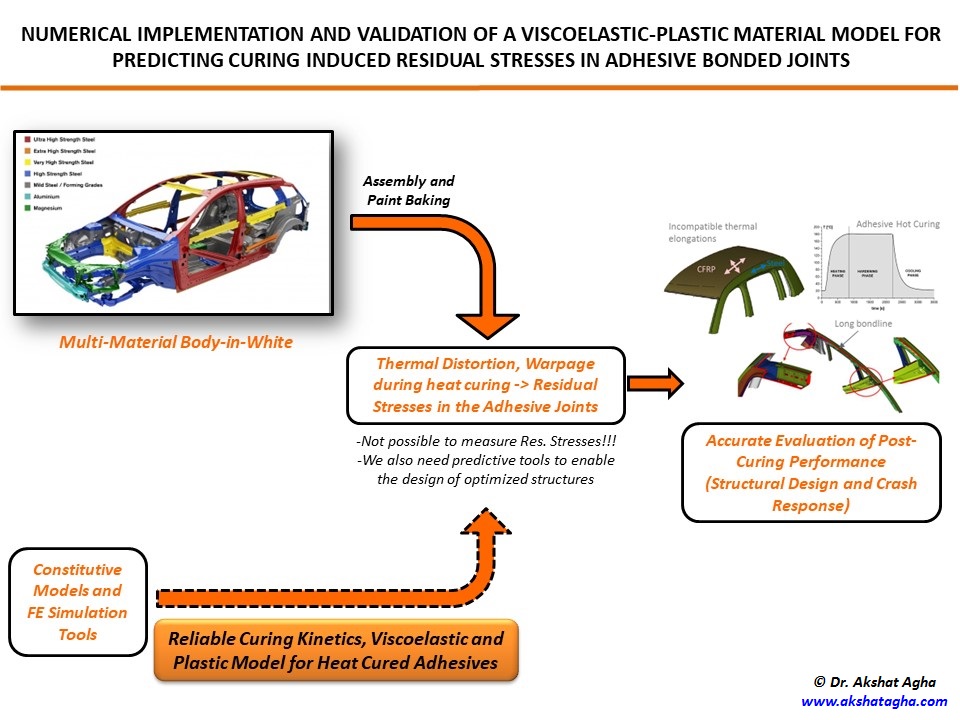 NUMERICAL IMPLEMENTATION AND VALIDATION OF A VISCOELASTIC-PLASTIC MATERIAL MODEL FOR
PREDICTING CURING INDUCED RESIDUAL STRESSES IN ADHESIVE BONDED JOINTS
Ultra High Strength Steel
Extra High Strength Steel
Very High Strength Steel
High Strength Steel
Mild Steel / Forming Grades
Aluminium
Magnesium
Multi-Material Body-in-White
Assembly and
Paint Baking
Incompatible thermal
elongations
CFRP
Steel
Adhesive Hot Curing
T [°C]
HEATING
PHASE
HARDENING
PHASE
COOLING
PHASE
time [s]
Long bondline
Thermal Distortion, Warpage
during heat curing -> Residual
Stresses in the Adhesive Joints
-Not possible to measure Res. Stresses!!!
-We also need predictive tools to enable
the design of optimized structures
Accurate Evaluation of Post-
Curing Performance
(Structural Design and Crash
Response)
Constitutive
Models and
FE Simulation
Tools
Reliable Curing Kinetics, Viscoelastic and
Plastic Model for Heat Cured Adhesives
© Dr. Akshat Agha
www.akshatagha.com